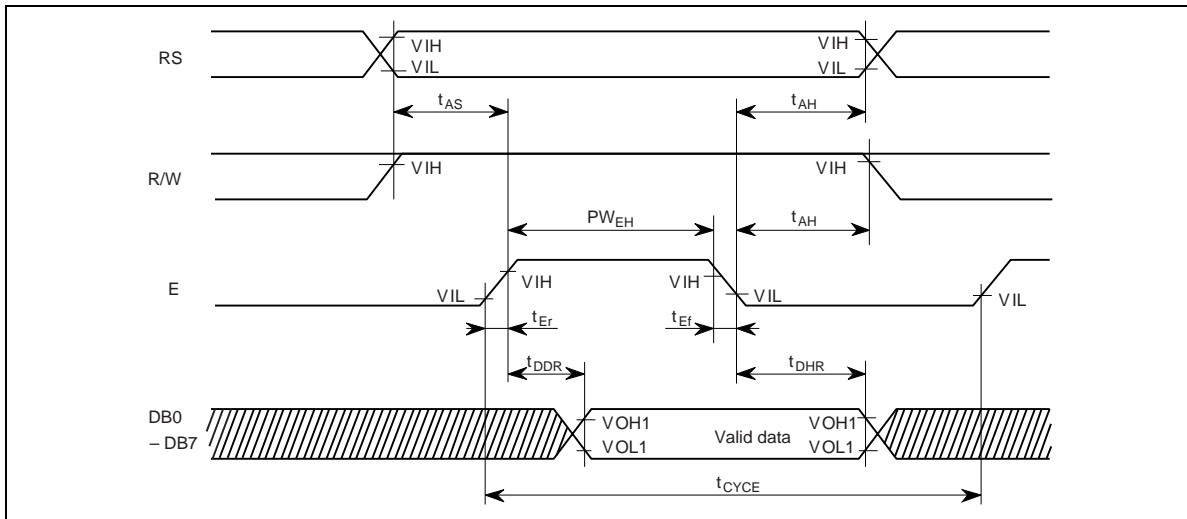 RS
VIH
VIL
VIH
VIL
tAS
tAH
R/W
VIH
VIH
PWEH
tAH
E
VIL
VIH
VIH
VIL
VIL
tEr
tEf
tDDR
tDHR
DB0
– DB7
VOH1
VOL1
Valid data
VOH1
VOL1
tCYCE